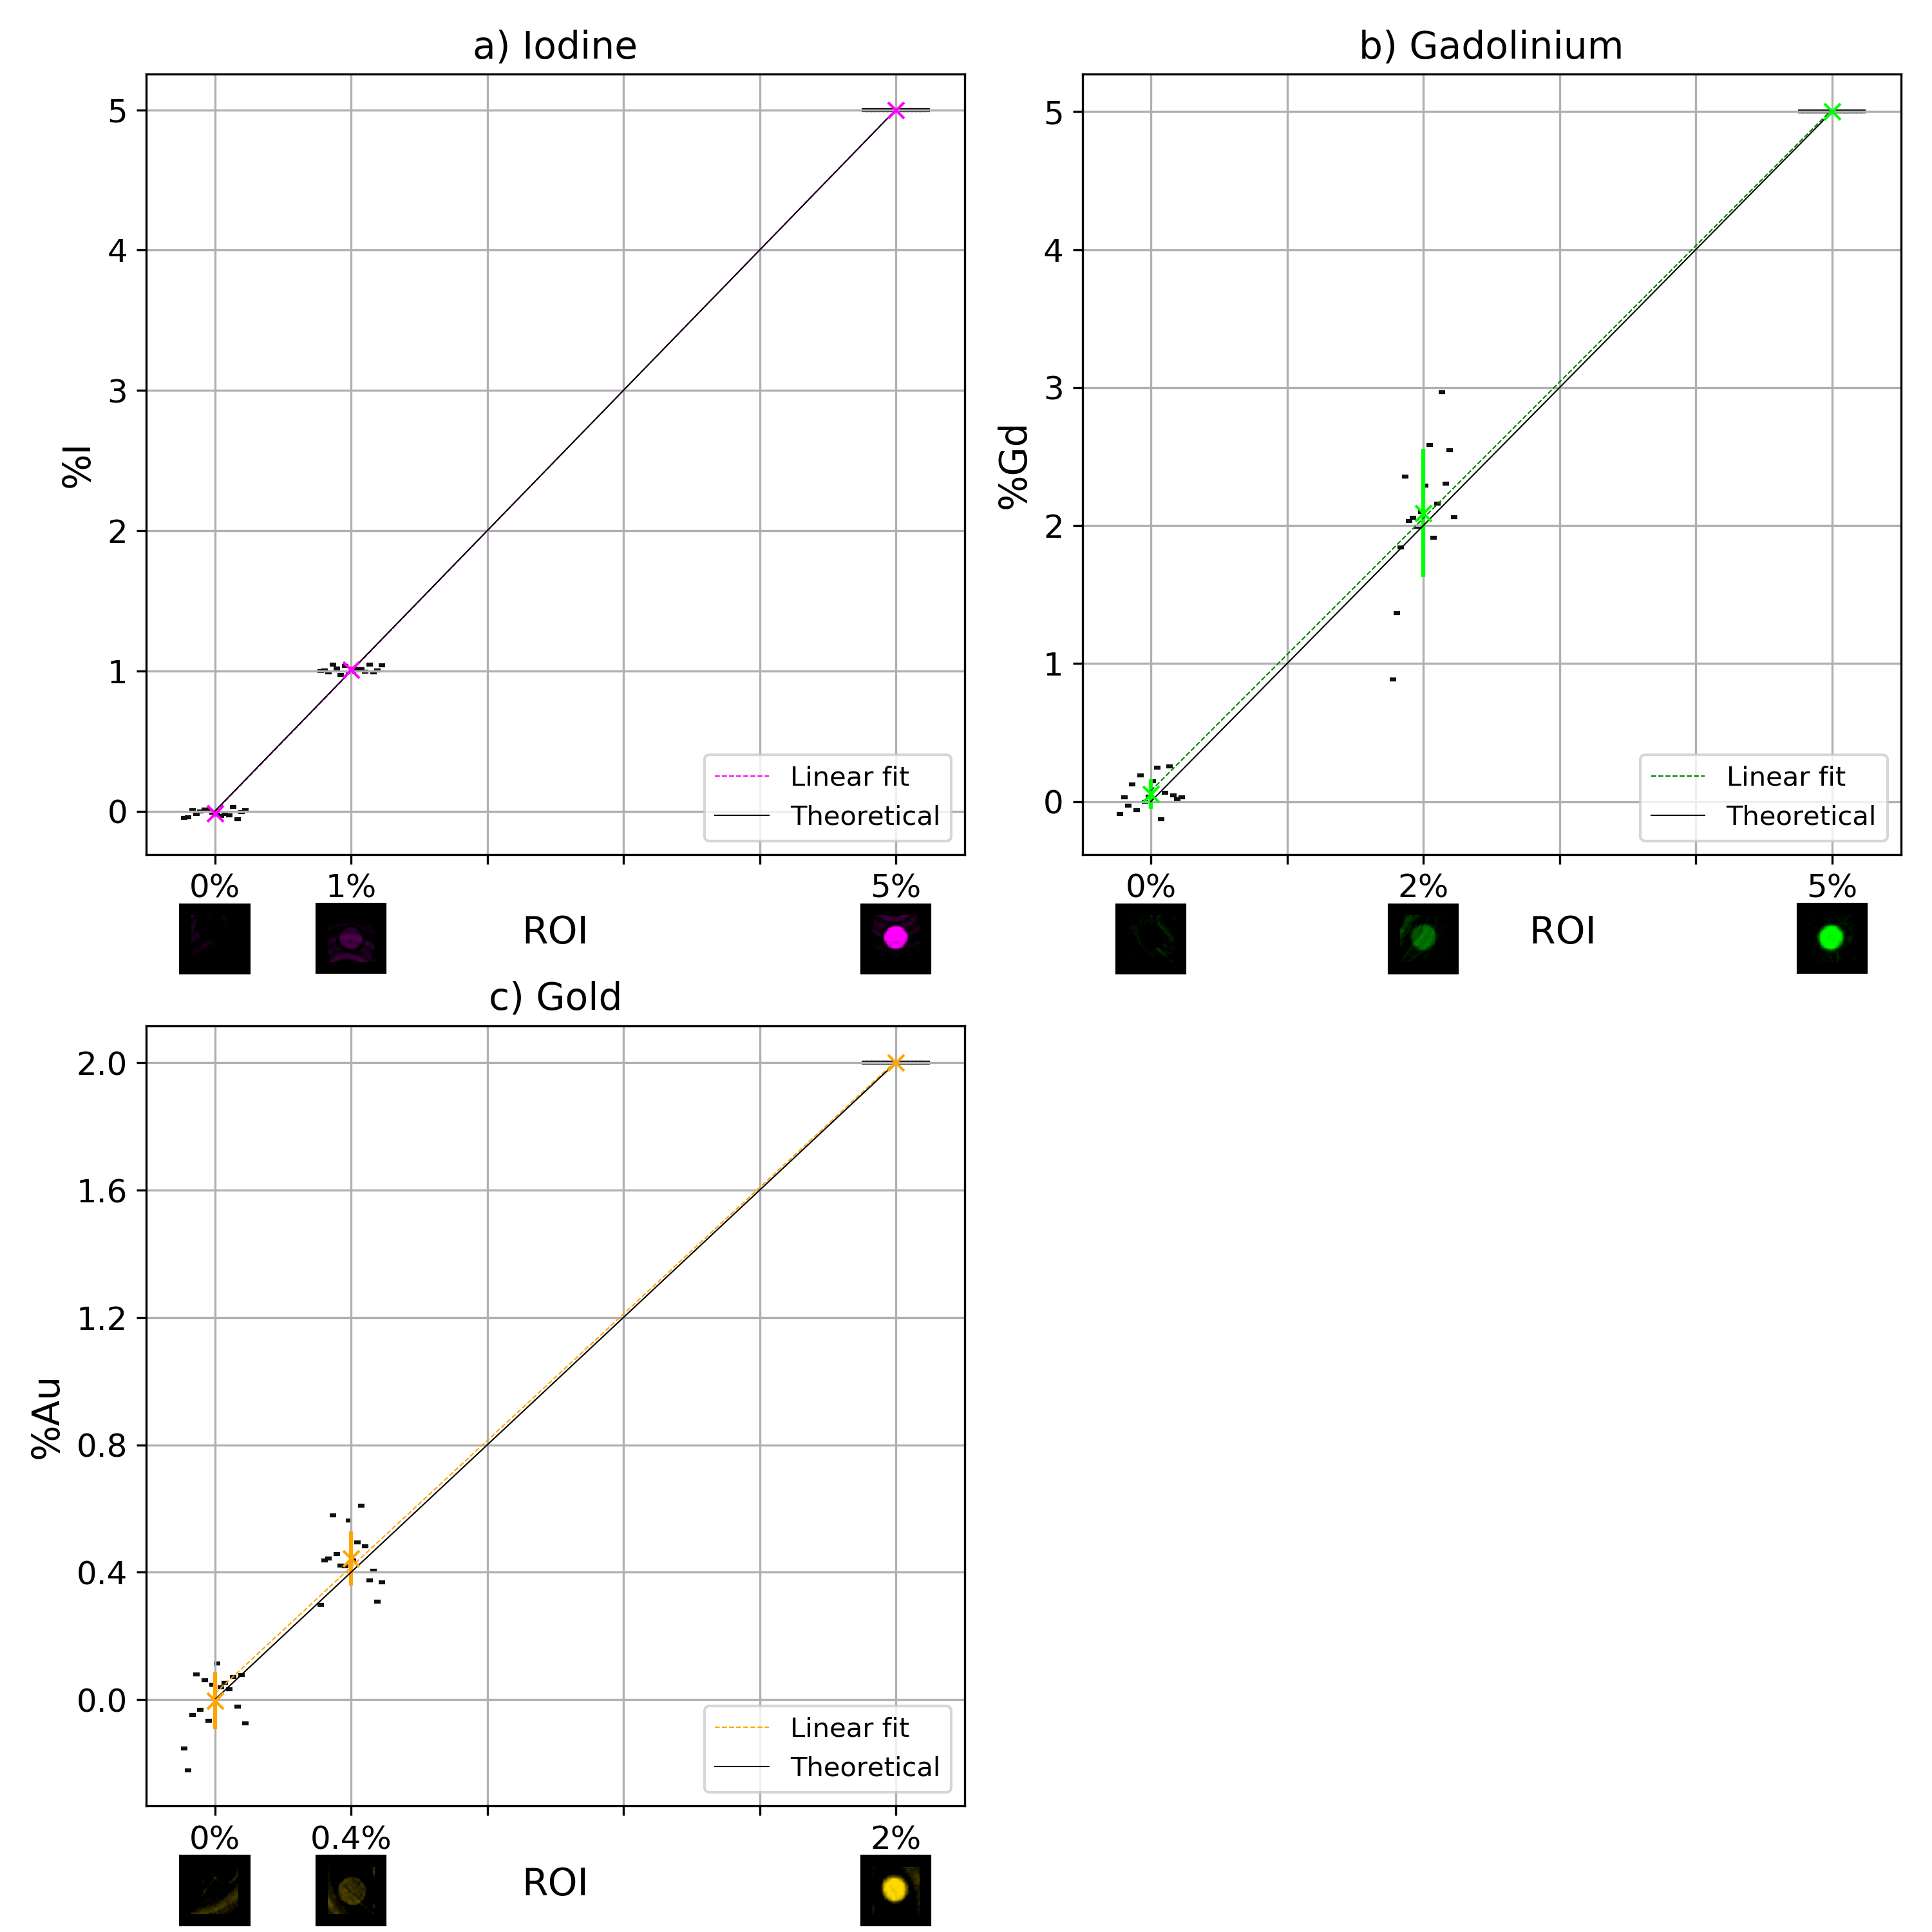 a) Iodine
5
4
3
2
1
0
%I
Linear fit
Theoretical
0% 1% 5%
ROI
b) Gadolinium
5
4
3
2
1
0
%Gd
Linear fit
Theoretical
0% 2% 5%
ROI
c) Gold
2.0
1.6
1.2
0.8
0.4
0.0
%Au
Linear fit
Theoretical
0% 0.4% 2%
ROI